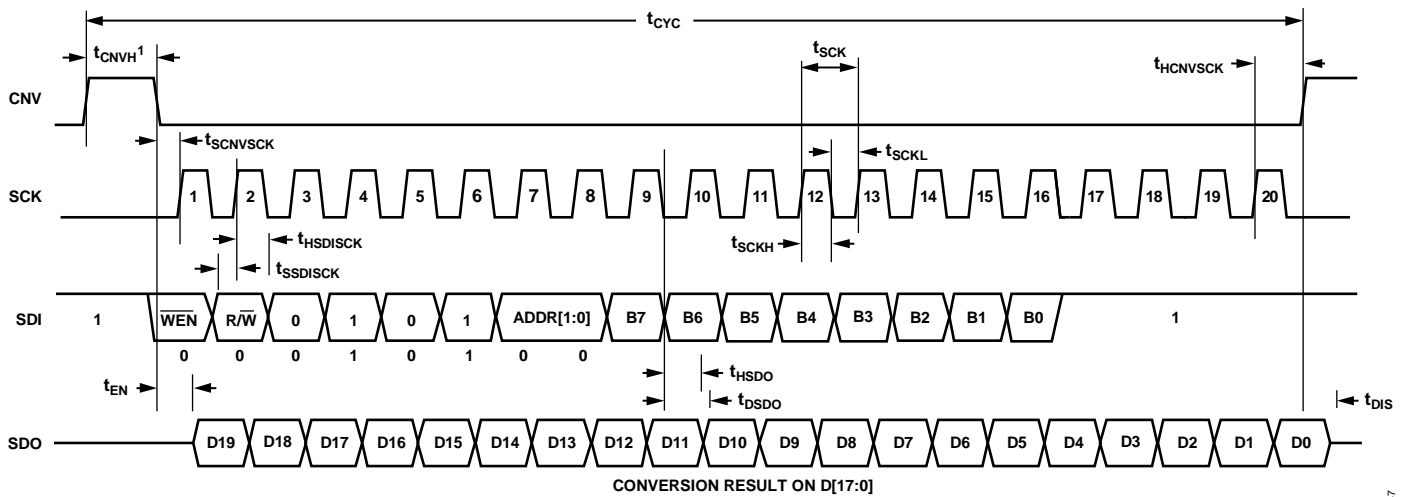 tCYC
tCNVH1
tSCK
tHCNVSCK
CNV
tSCNVSCK
tSCKL
SCK
1 2 3 4 5 6 7 8 9 10 11 12 13 14 15 16 17 18 19 20
tHSDISCK
tSCKH
tSSDISCK
SDI
1 WEN R/W 0 1 0 1 ADDR[1:0] B7 B6 B5 B4 B3 B2 B1 B0 1
0 0 0 1 0 1 0 0
tEN
tHSDO
tDSDO
tDIS
SDO
D19 D18 D17 D16 D15 D14 D13 D12 D11 D10 D9 D8 D7 D6 D5 D4 D3 D2 D1 D0
CONVERSION RESULT ON D[17:0]